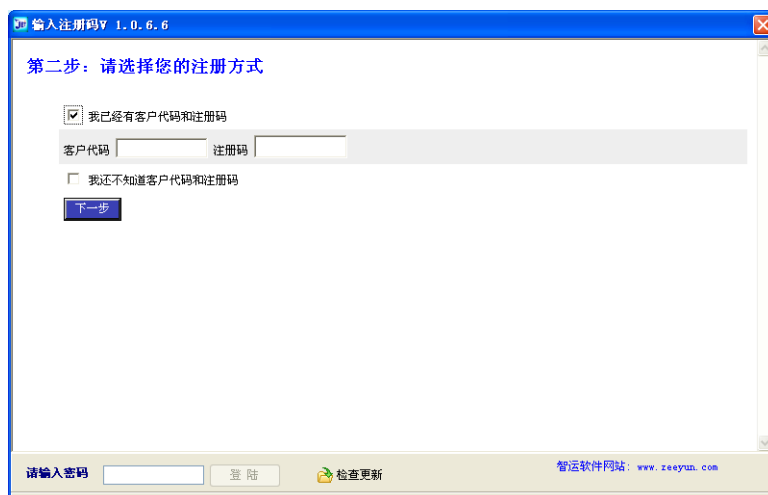 输入注册码V 1.0.6.6
第二步：请选择您的注册方式
我已经有客户代码和注册码
客户代码 注册码
我还不知道客户代码和注册码
下一步
请输入密码 登 陆 检查更新 智运软件网站：www.zeeyun.com